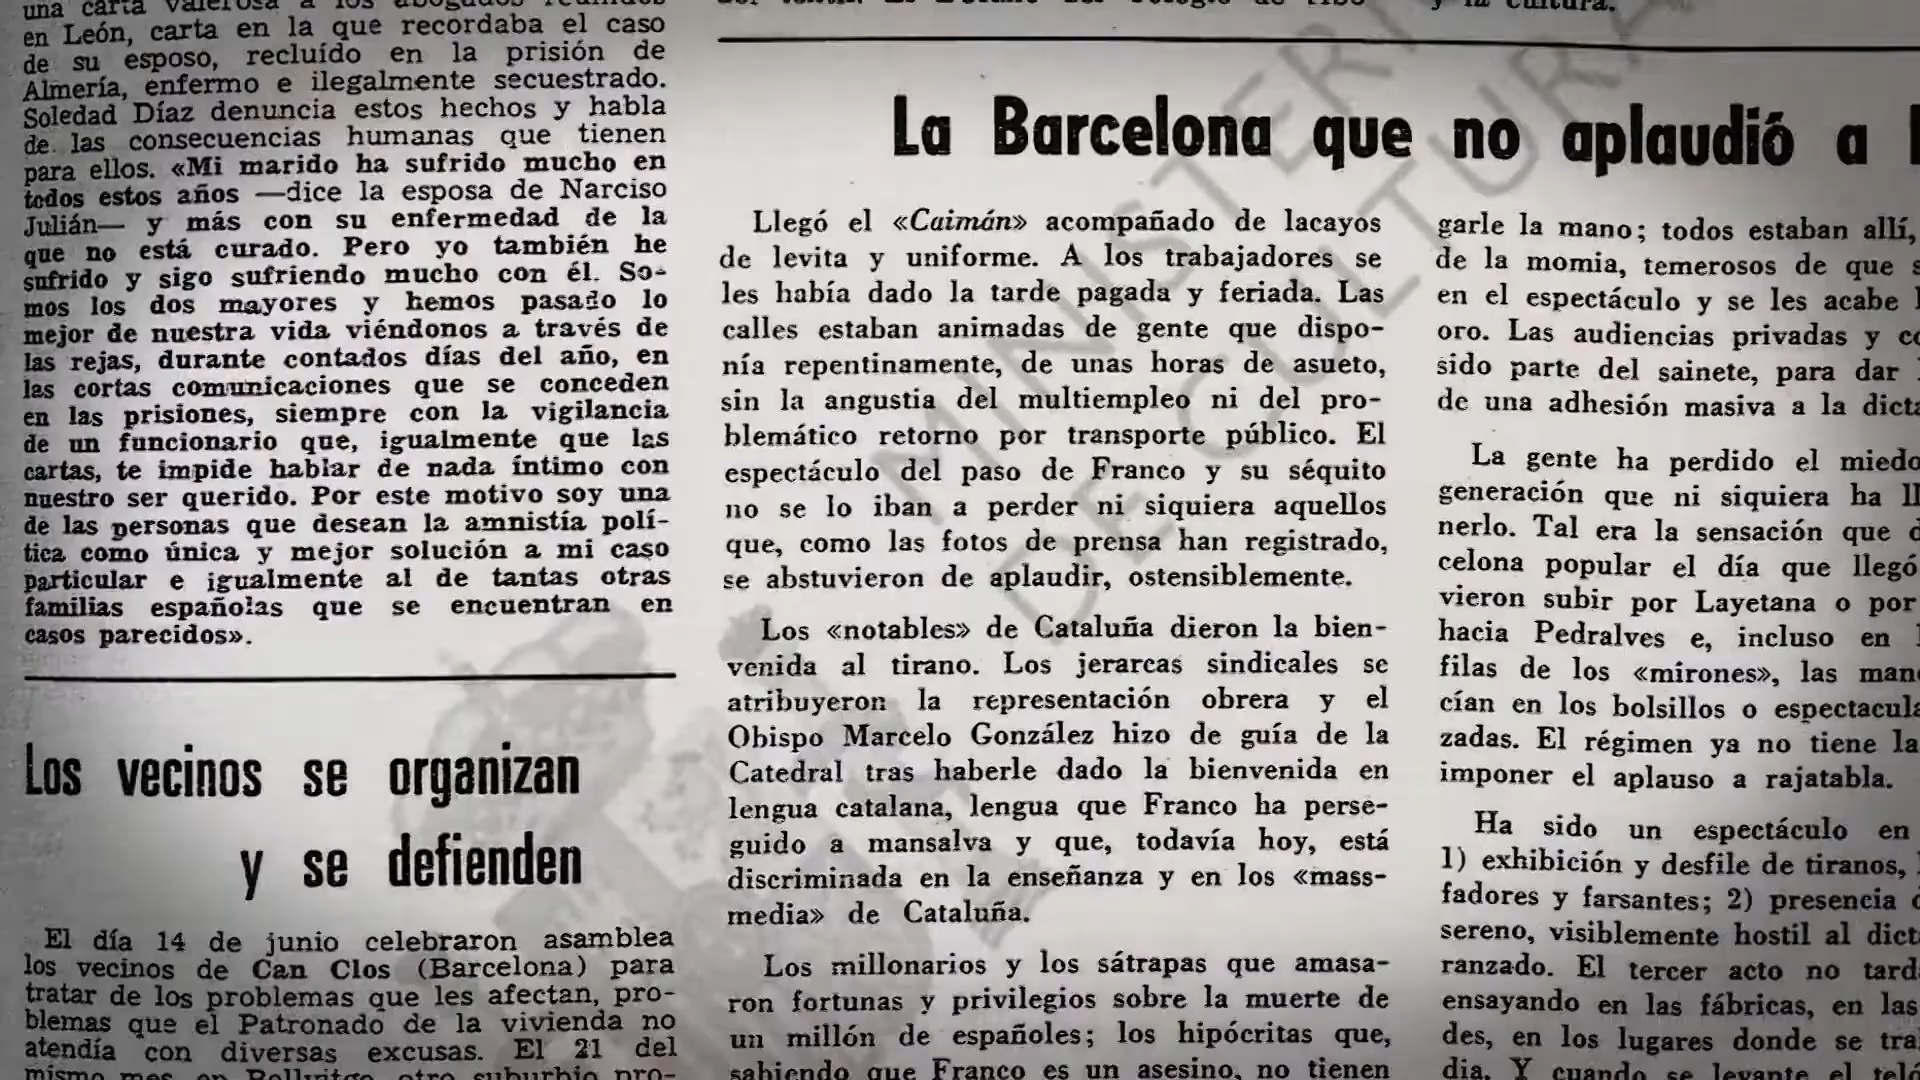 una carta valerosa a los abogados reunidos
en León, carta en la que recordaba el caso
de su esposo, recluído en la prisión de
Almería, enfermo e ilegalmente secuestrado.
Soledad Díaz denuncia estos hechos y habla
de las consecuencias humanas que tienen
para ellos. «Mi marido ha sufrido mucho en
todos estos años —dice la esposa de Narciso
Julián— y más con su enfermedad de la
que no está curado. Pero yo también he
sufrido y sigo sufriendo mucho con él. So-
mos los dos mayores y hemos pasado lo
mejor de nuestra vida viéndonos a través de
las rejas, durante contados días del año, en
las cortas comunicaciones que se conceden
en las prisiones, siempre con la vigilancia
de un funcionario que, igualmente que las
cartas, te impide hablar de nada íntimo con
nuestro ser querido. Por este motivo soy una
de las personas que desean la amnistía polí-
tica como única y mejor solución a mi caso
particular e igualmente al de tantas otras
familias españolas que se encuentran en
casos parecidos».
Los vecinos se organizan
y se defienden
El día 14 de junio celebraron asamblea
los vecinos de Can Clos (Barcelona) para
tratar de los problemas que les afectan, pro-
blemas que el Patronado de la vivienda no
atendía con diversas excusas. El 21 del
mismo mes, en Bellvitge, otro suburbio pro-
y la cultura.
La Barcelona que no aplaudió a
Llegó el «Caimán» acompañado de lacayos
de levita y uniforme. A los trabajadores se
les había dado la tarde pagada y feriada. Las
calles estaban animadas de gente que dispo-
nía repentinamente, de unas horas de asueto,
sin la angustia del multiempleo ni del pro-
blemático retorno por transporte público. El
espectáculo del paso de Franco y su séquito
no se lo iban a perder ni siquiera aquellos
que, como las fotos de prensa han registrado,
se abstuvieron de aplaudir, ostensiblemente.
Los «notables» de Cataluña dieron la bien-
venida al tirano. Los jerarcas sindicales se
atribuyeron la representación obrera y el
Obispo Marcelo González hizo de guía de la
Catedral tras haberle dado la bienvenida en
lengua catalana, lengua que Franco ha perse-
guido a mansalva y que, todavía hoy, está
discriminada en la enseñanza y en los «mass-
media» de Cataluña.
Los millonarios y los sátrapas que amasa-
ron fortunas y privilegios sobre la muerte de
un millón de españoles; los hipócritas que,
sabiendo que Franco es un asesino, no tienen
garle la mano; todos estaban allí,
de la momia, temerosos de que
en el espectáculo y se les acabe
oro. Las audiencias privadas y
sido parte del sainete, para dar
de una adhesión masiva a la
La gente ha perdido el miedo
generación que ni siquiera ha
nerlo. Tal era la sensación que
celona popular el día que llegó
vieron subir por Layetana o por
hacia Pedralves e, incluso en
filas de los «mirones», las
cían en los bolsillos o
zadas. El régimen ya no tiene la
imponer el aplauso a rajatabla.
Ha sido un espectáculo en
1) exhibición y desfile de tiranos,
fadores y farsantes; 2) presencia
sereno, visiblemente hostil al
ranzado. El tercer acto no
ensayando en las fábricas, en las
des, en los lugares donde se
dia. Y cuando se levante el
MINISTERIO
DE CULTURA